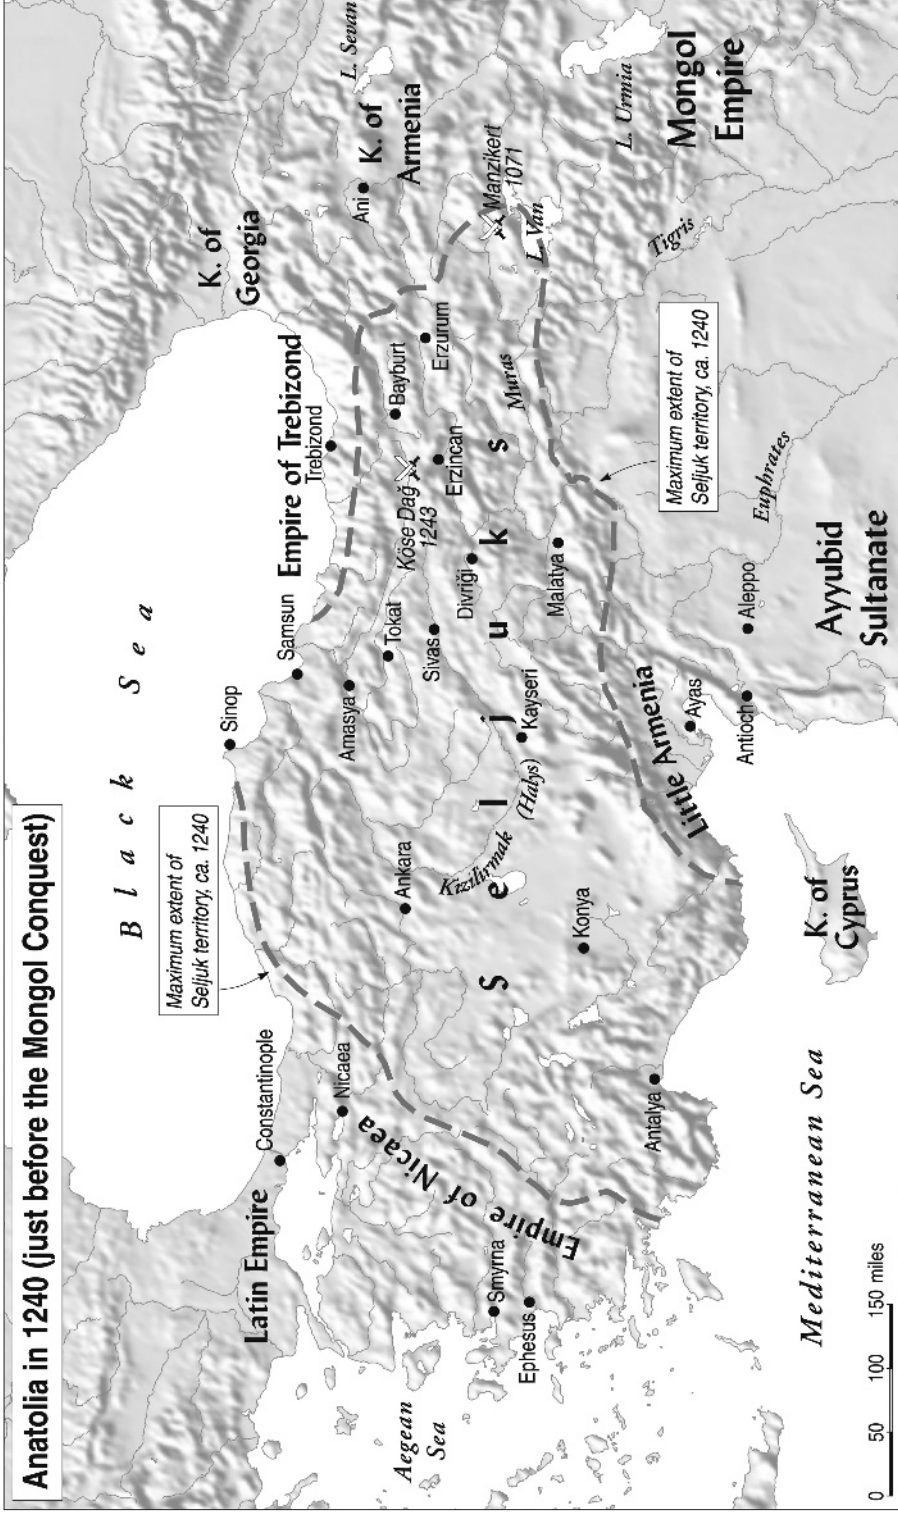 Anatolia in 1240 (just before the Mongol Conquest)
Black Sea
Maximum extent of
Seljuk territory, ca. 1240
Sinop
Samsun
Empire of Trebizond
Trebizond
K. of
Georgia
L. Sevan
Ani
K. of
Armenia
Latin Empire
Constantinople
Nicaea
Empire of Nicaea
Ankara
Amasya
Tokat
Sivas
Köse Dağ
1243
Bayburt
Erzincan
Erzurum
Manzikert
1071
L. Van
L. Urmia
Mongol
Empire
Aegean
Sea
Smyrna
Ephesus
Seljuks
Kizilirmak
(Halys)
Kayseri
Divriği
Muras
Malatya
Konya
Antalya
Little Armenia
Ayas
Antioch
Aleppo
Maximum extent of
Seljuk territory, ca. 1240
Tigris
Euphrates
Ayyubid
Sultanate
K. of
Cyprus
Mediterranean Sea
0 50 100 150 miles